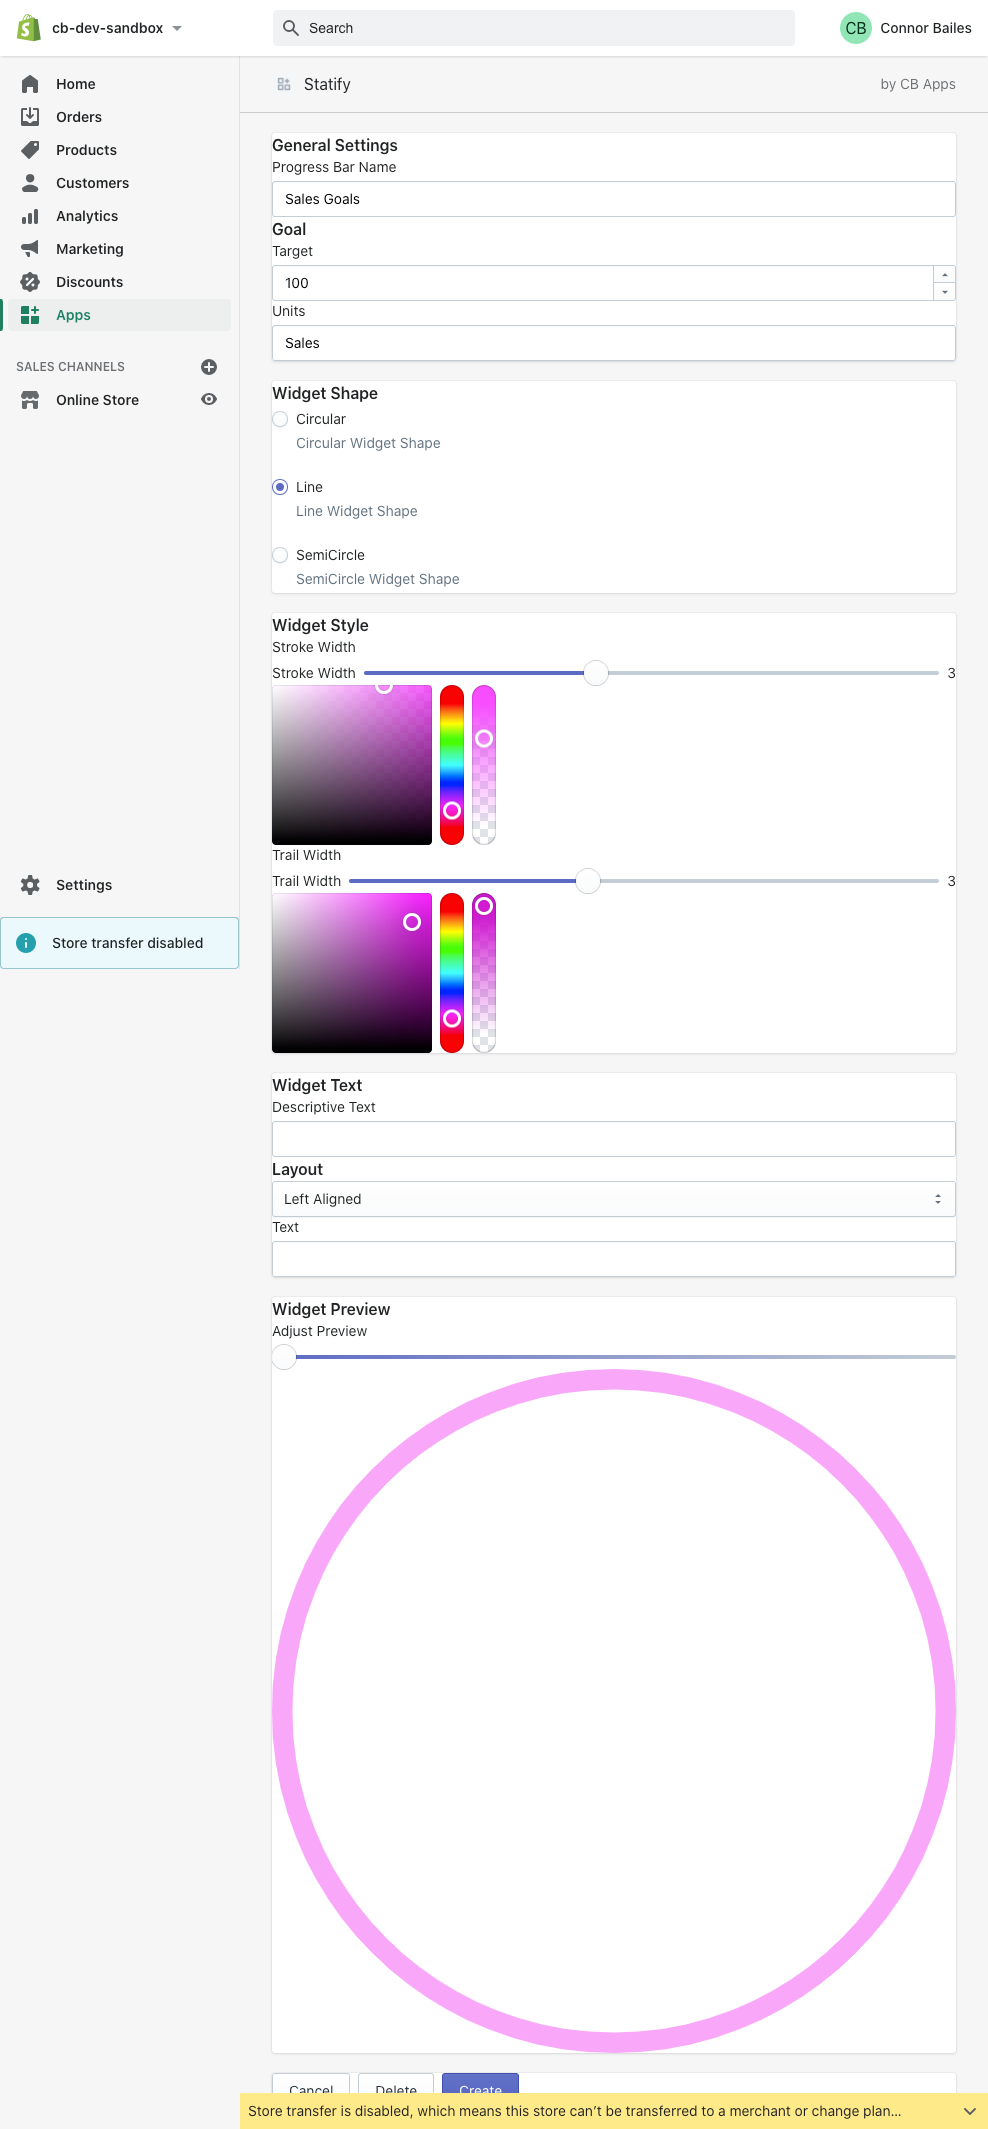 cb-dev-sandbox
Search
CB
Connor Bailes
Home
Orders
Products
Customers
Analytics
Marketing
Discounts
Apps
SALES CHANNELS
Online Store
Settings
Store transfer disabled
Statify
by CB Apps
General Settings
Progress Bar Name
Sales Goals
Goal
Target
100
Units
Sales
Widget Shape
Circular
Circular Widget Shape
Line
Line Widget Shape
SemiCircle
SemiCircle Widget Shape
Widget Style
Stroke Width
Stroke Width 3
Trail Width
Trail Width 3
Widget Text
Descriptive Text
Layout
Left Aligned
Text
Widget Preview
Adjust Preview
Cancel Delete Create
Store transfer is disabled, which means this store can’t be transferred to a merchant or change plan...